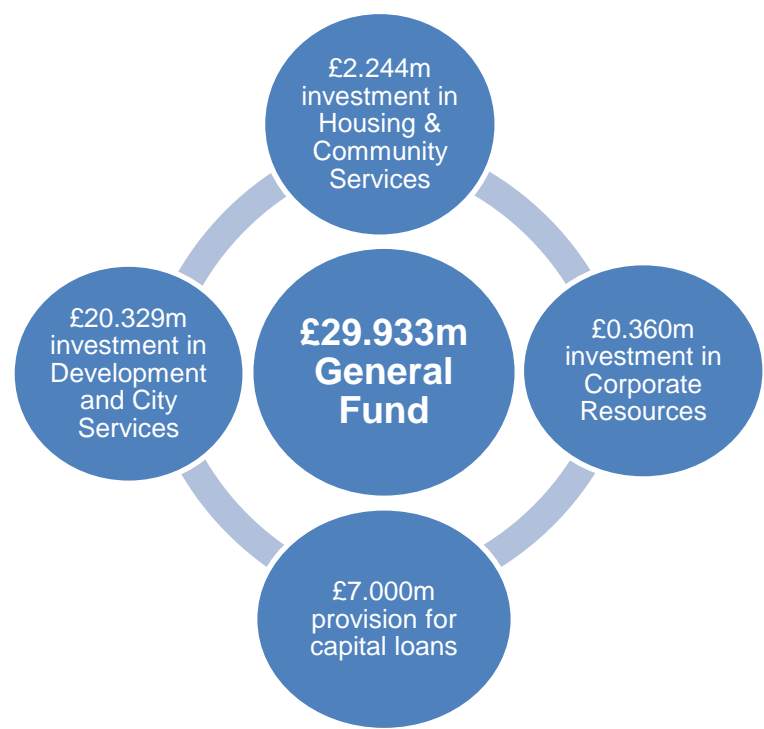 £2.244m
investment in
Housing &
Community
Services
£20.329m
investment in
Development
and City
Services
£29.933m
General
Fund
£0.360m
investment in
Corporate
Resources
£7.000m
provision for
capital loans